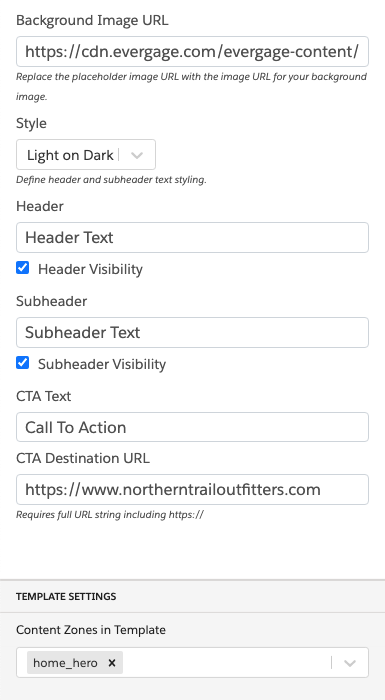 Background Image URL
https://cdn.evergage.com/evergage-content/
Replace the placeholder image URL with the image URL for your background
image.
Style
Light on Dark
Define header and subheader text styling.
Header
Header Text
Header Visibility
Subheader
Subheader Text
Subheader Visibility
CTA Text
Call To Action
CTA Destination URL
https://www.northerntrailoutfitters.com
Requires full URL string including https://
TEMPLATE SETTINGS
Content Zones in Template
home_hero ×